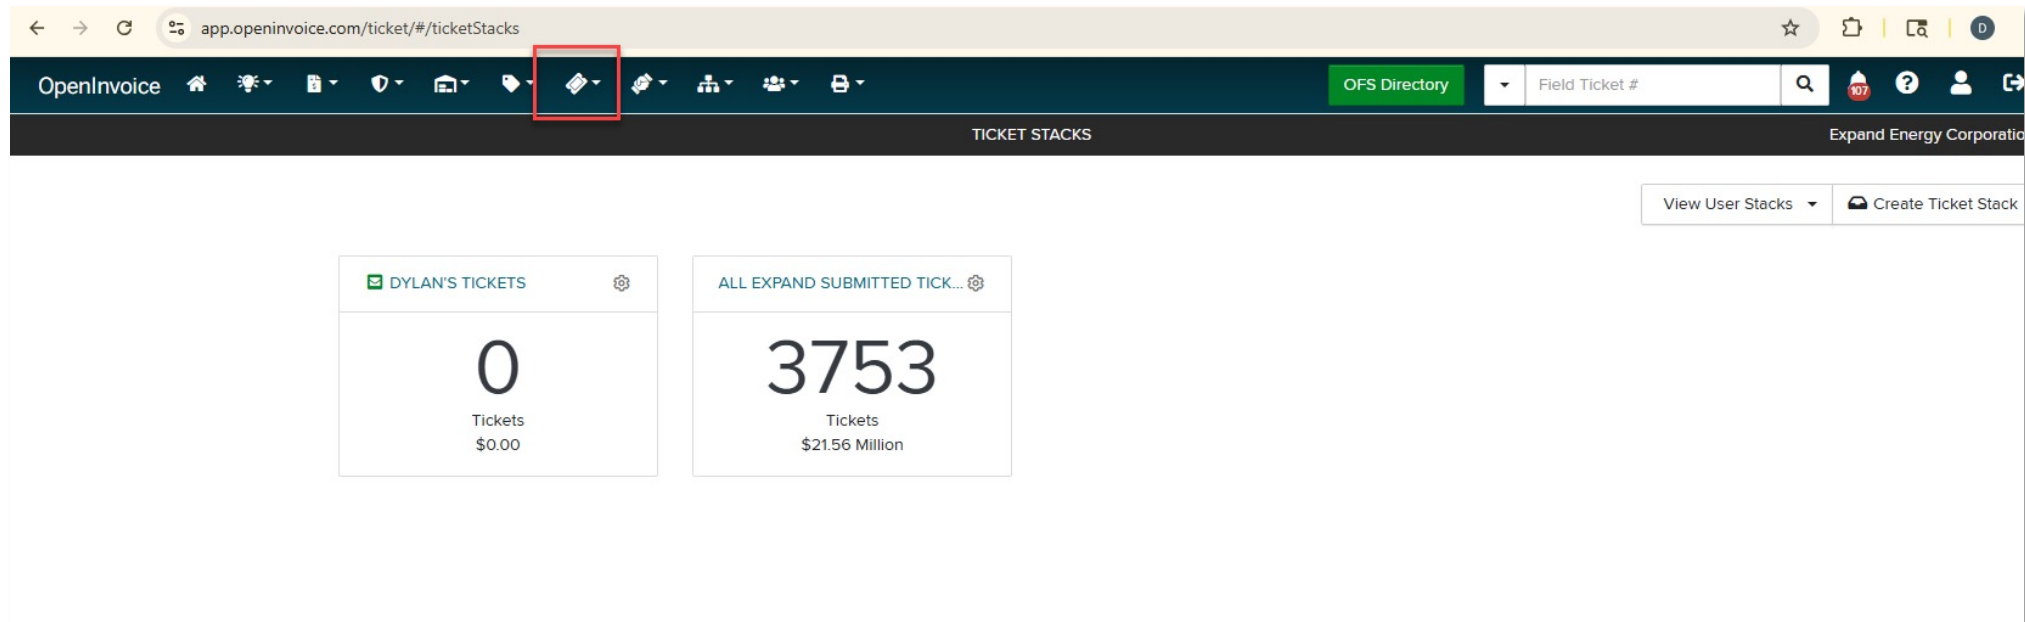 app.openinvoice.com/ticket/#/ticketStacks
D
OpenInvoice
OFS Directory
Field Ticket #
107
TICKET STACKS
Expand Energy Corporatio
View User Stacks
Create Ticket Stack
DYLAN'S TICKETS
ALL EXPAND SUBMITTED TICK...
0
3753
Tickets
Tickets
$0.00
$21.56 Million